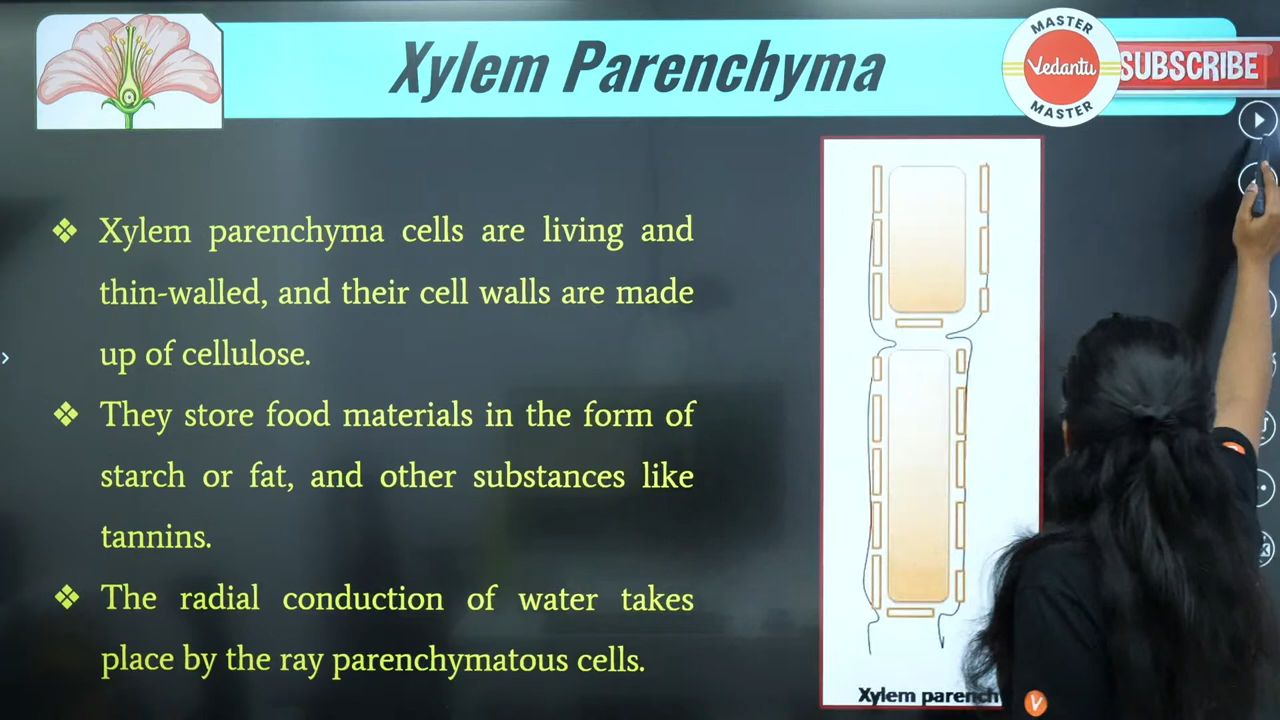 Xylem Parenchyma
MASTER
Vedantu
MASTER
SUBSCRIBE
❖ Xylem parenchyma cells are living and
thin-walled, and their cell walls are made
up of cellulose.
❖ They store food materials in the form of
starch or fat, and other substances like
tannins.
❖ The radial conduction of water takes
place by the ray parenchymatous cells.
Xylem parench
V